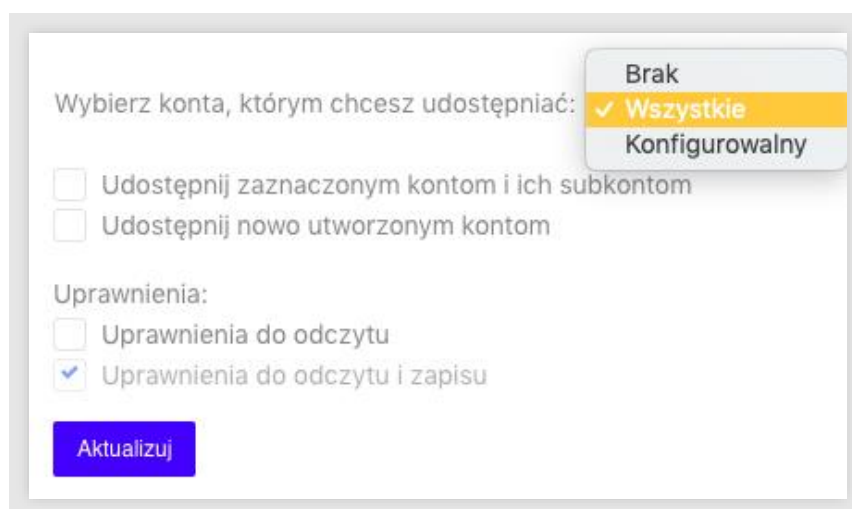 Brak
Wybierz konta, którym chcesz udostępniać:
Wszystkie
Konfigurowalny
Udostępnij zaznaczonym kontom i ich subkontom
Udostępnij nowo utworzonym kontom
Uprawnienia:
Uprawnienia do odczytu
Uprawnienia do odczytu i zapisu
Aktualizuj